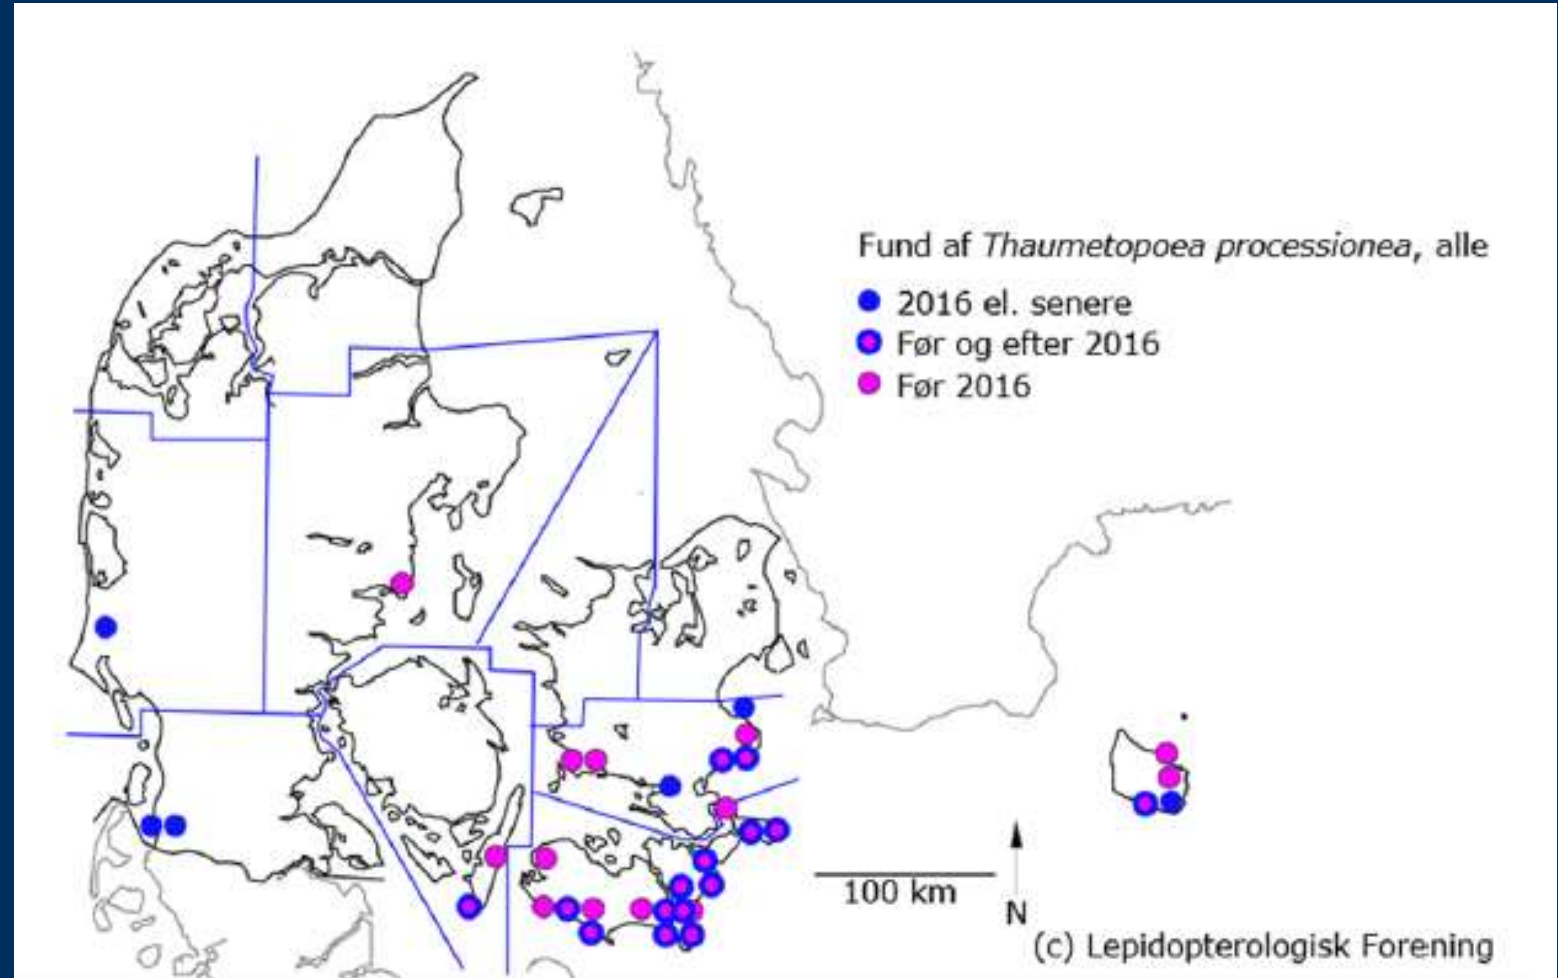 Fund af Thaumetopoea processionea, alle
2016 el. senere
Før og efter 2016
Før 2016
100 km
N
(c) Lepidopterologisk Forening